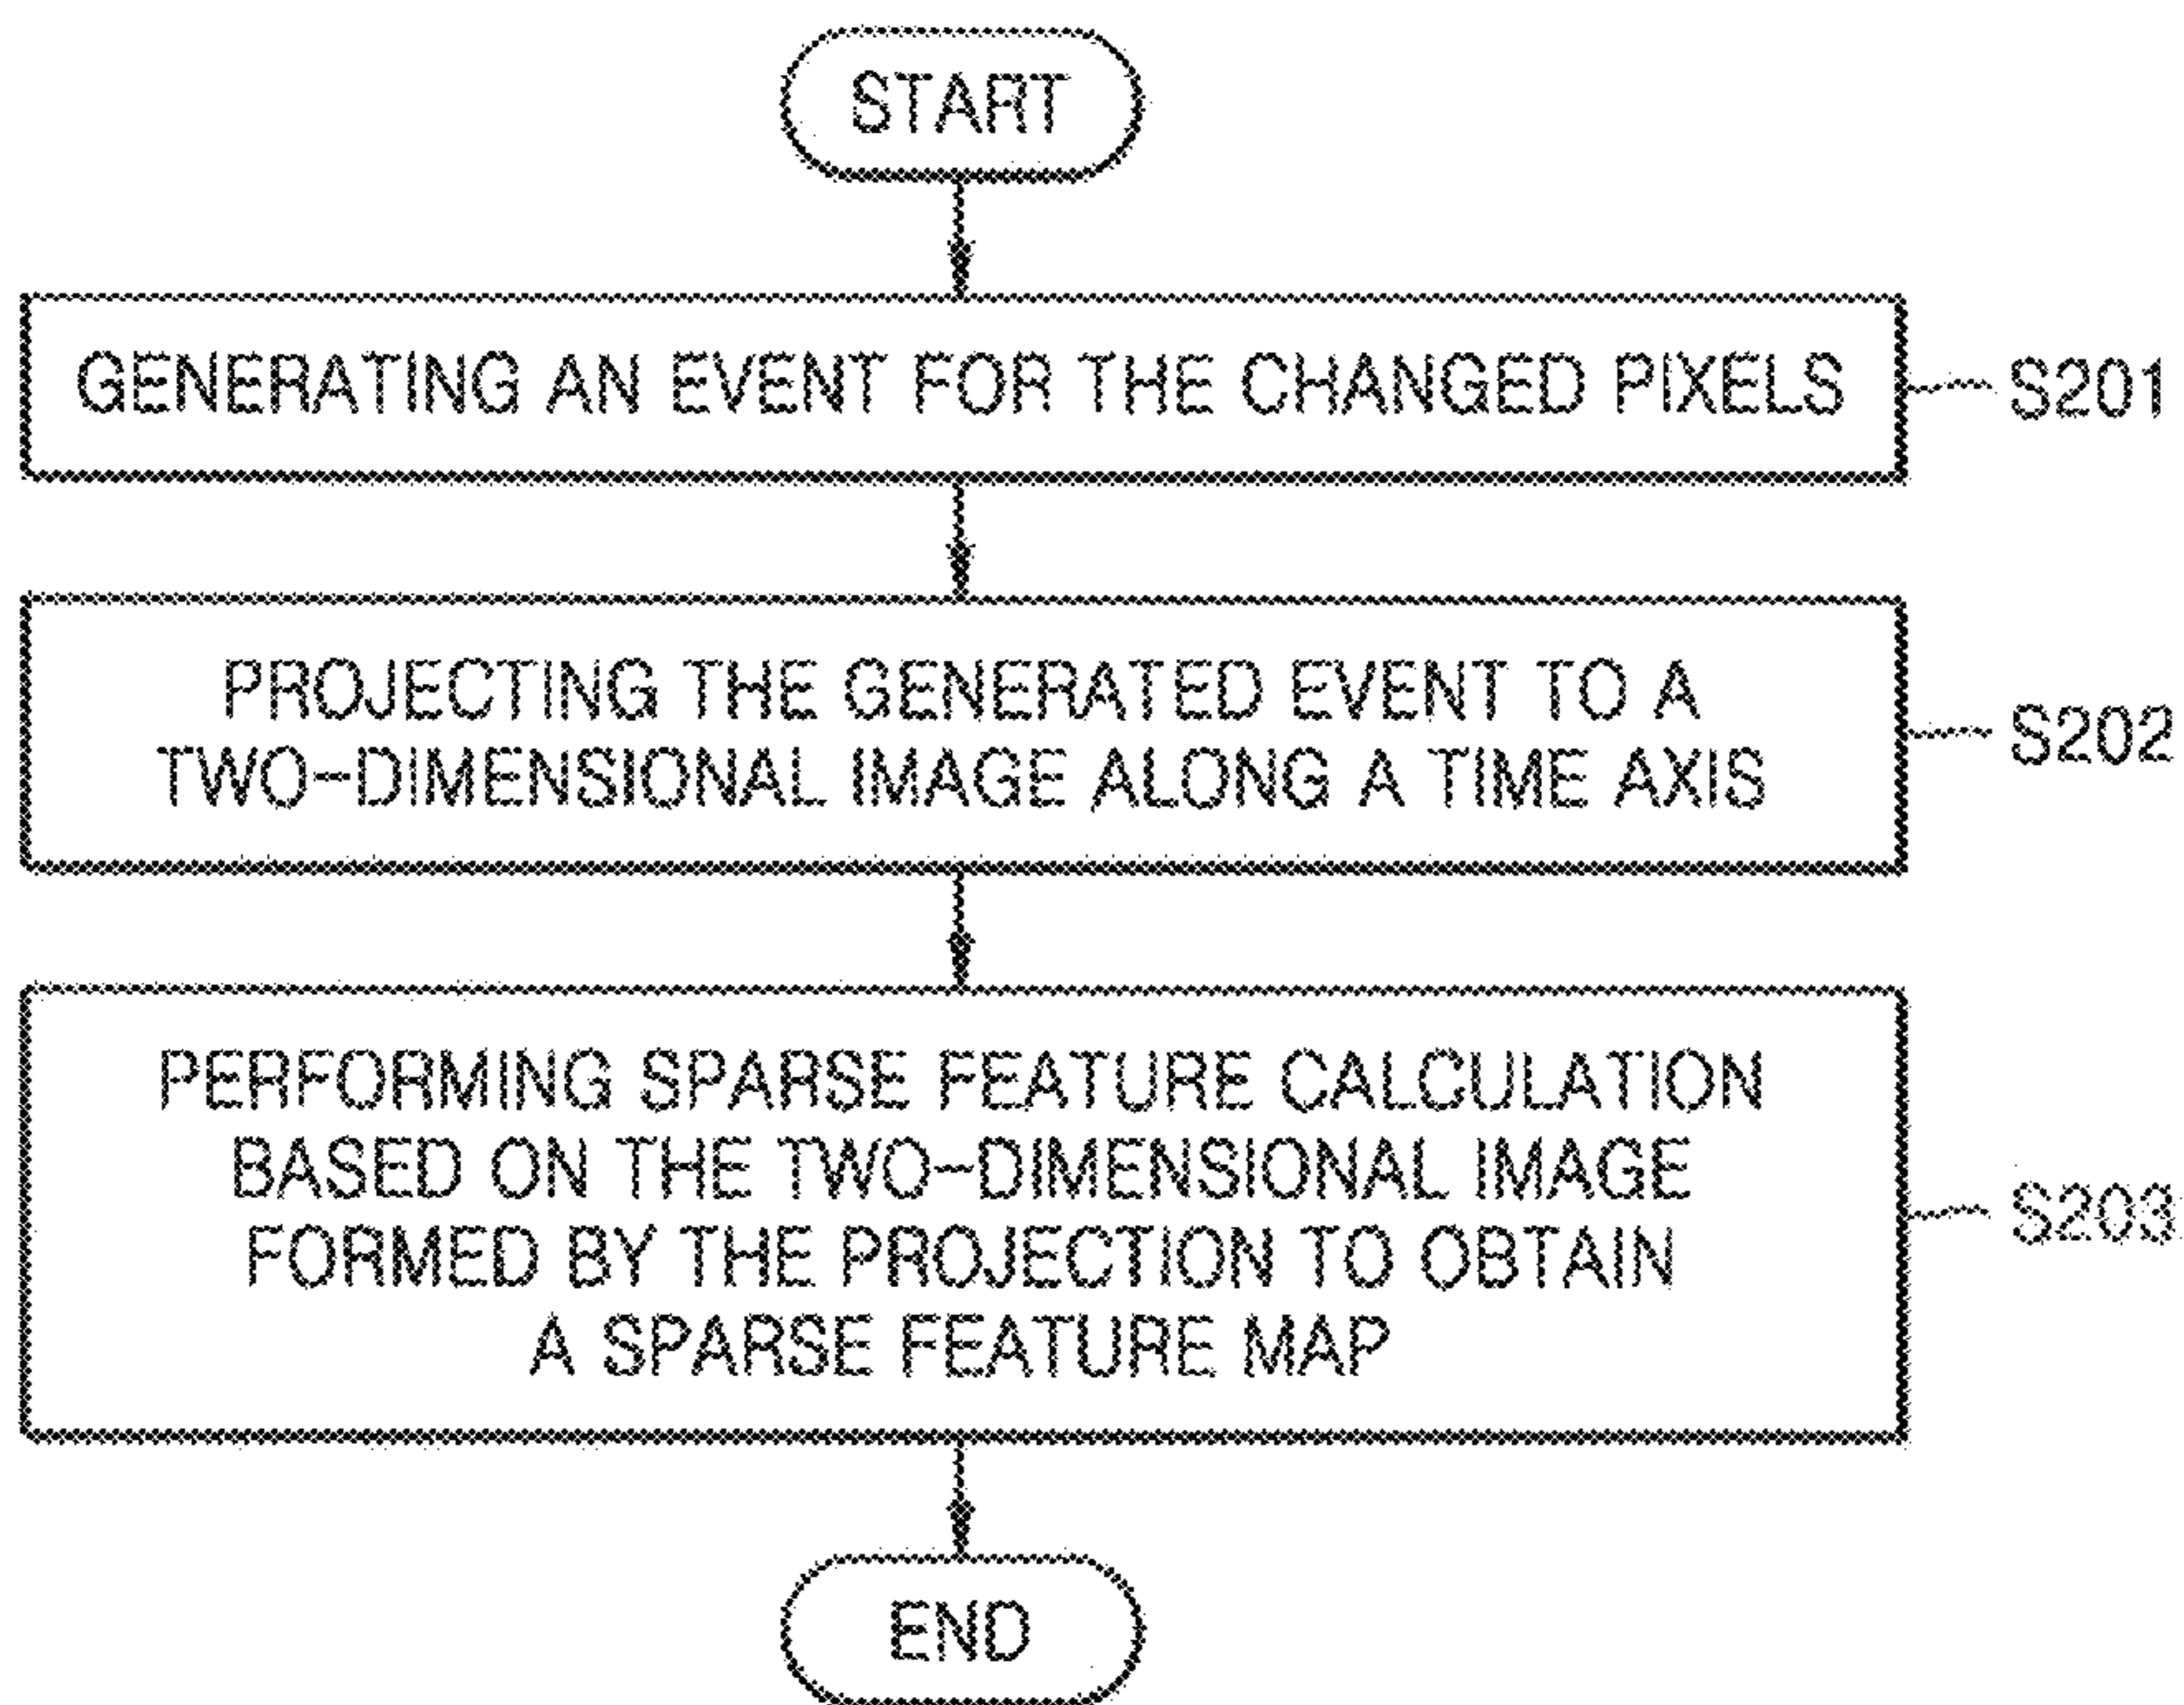 START
GENERATING AN EVENT FOR THE CHANGED PIXELS
S201
PROJECTING THE GENERATED EVENT TO A
TWO-DIMENSIONAL IMAGE ALONG A TIME AXIS
S202
PERFORMING SPARSE FEATURE CALCULATION
BASED ON THE TWO-DIMENSIONAL IMAGE
FORMED BY THE PROJECTION TO OBTAIN
A SPARSE FEATURE MAP
S203
END